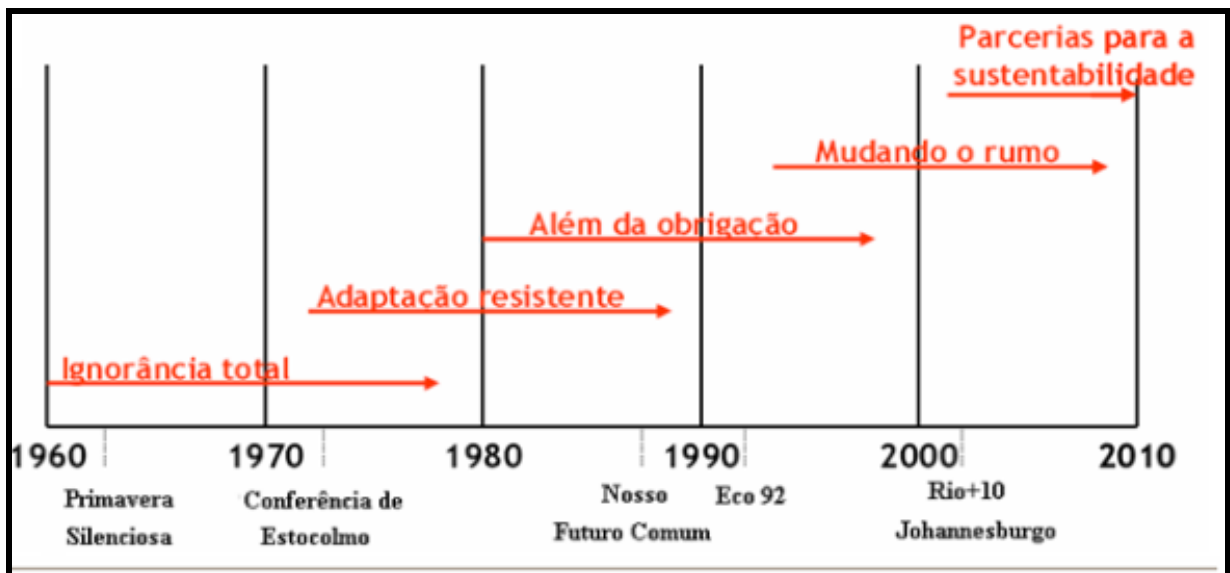 Parcerias para a
sustentabilidade
Mudando o rumo
Além da obrigação
Adaptação resistente
Ignorância total
1960 1970 1980 1990 2000 2010
Primavera
Silenciosa
Conferência de
Estocolmo
Nosso
Futuro Comum
Eco 92
Rio+10
Johannesburgo